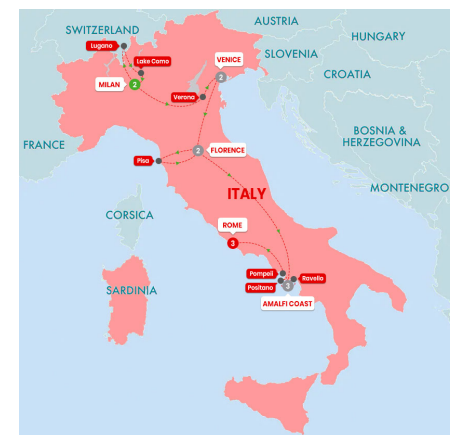 AUSTRIA
SWITZERLAND
HUNGARY
Lugano
VENICE
SLOVENIA
Lake Como
CROATIA
MILAN
2
2
Verona
BOSNIA &
HERZEGOVINA
FRANCE
FLORENCE
2
Pisa
MONTENEGRO
ITALY
CORSICA
ROME
3
Pompeii
Ravello
Positano
3
SARDINIA
AMALFI COAST